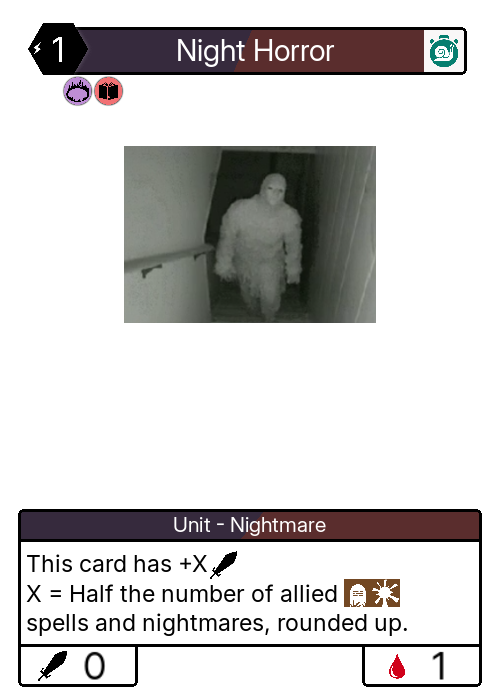 1
Night Horror
Unit - Nightmare
This card has +X
X = Half the number of allied
spells and nightmares, rounded up.
0
1